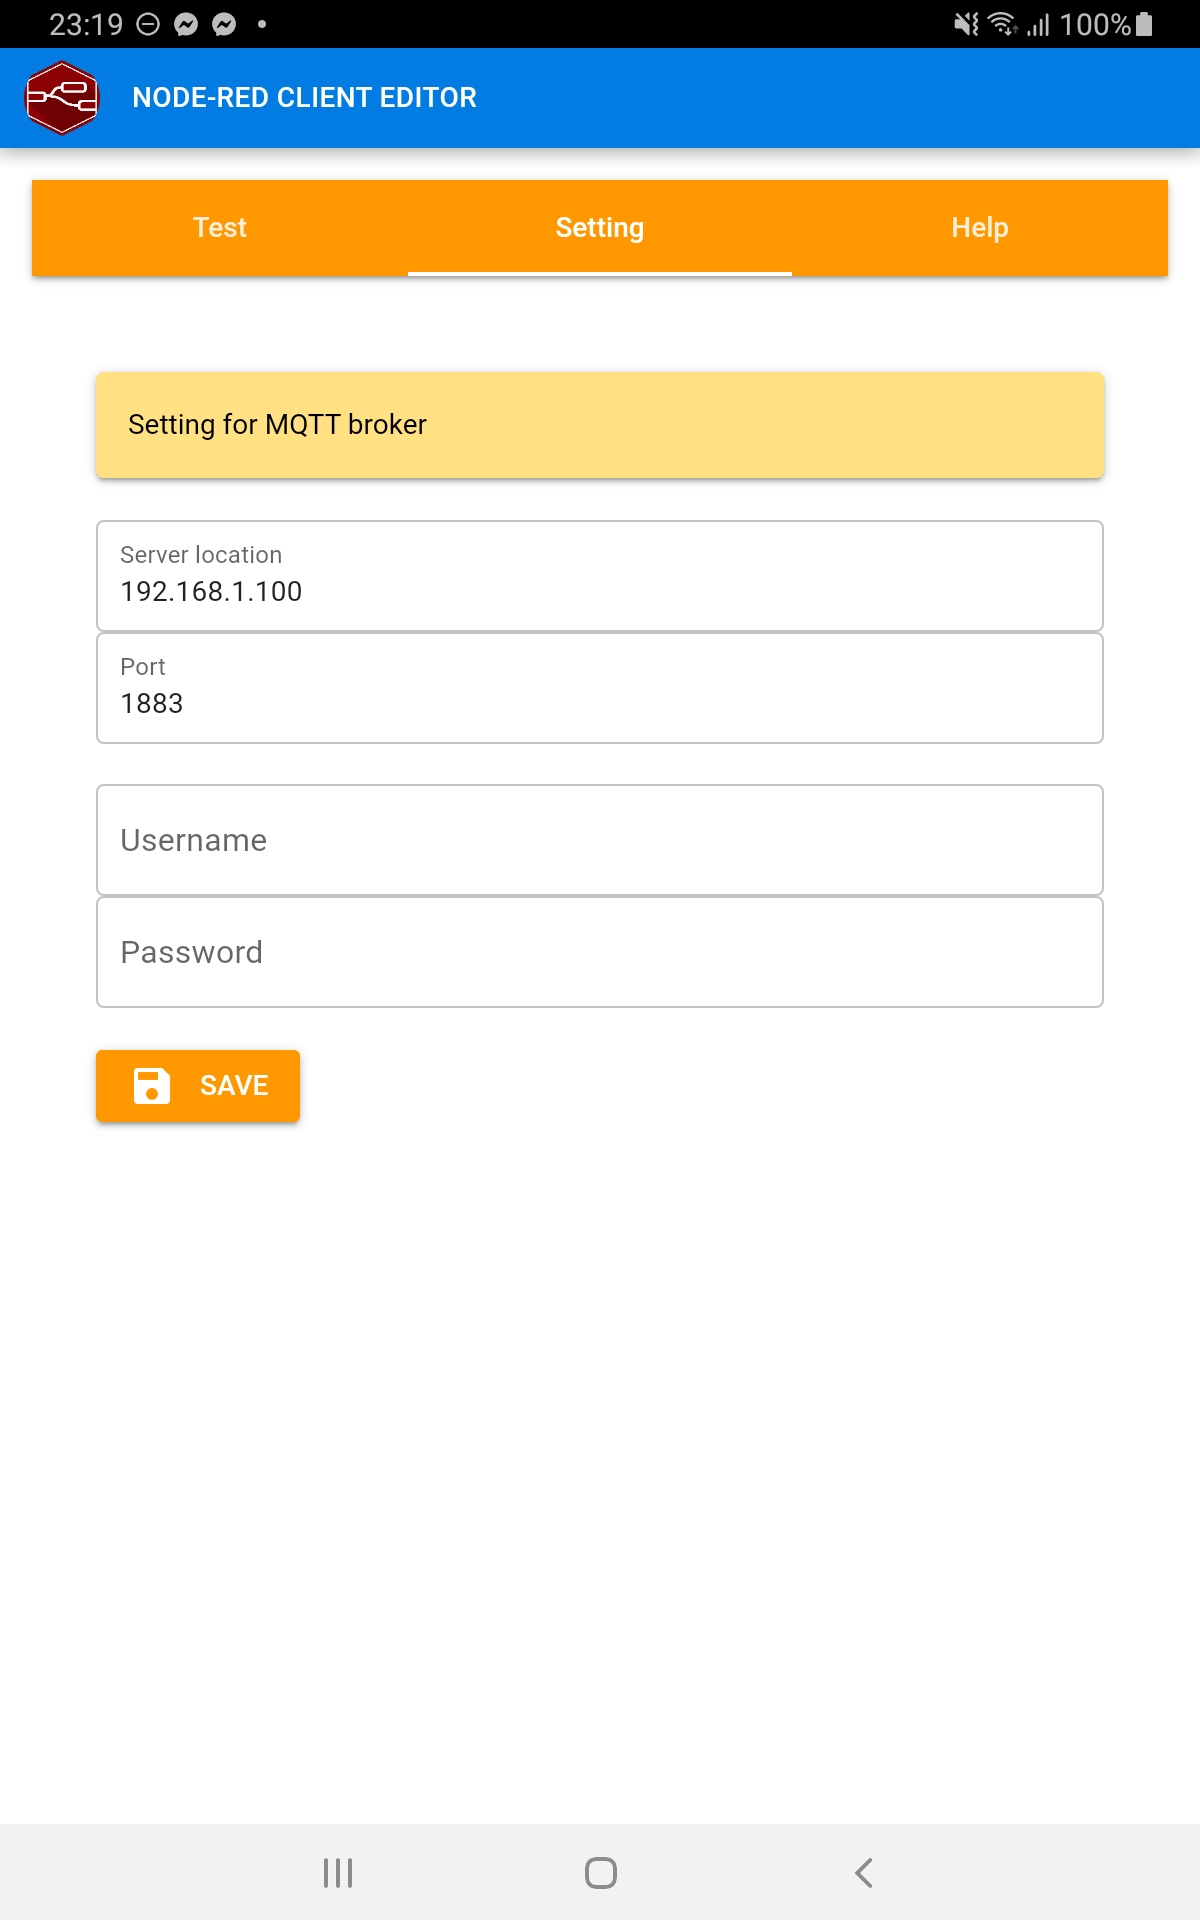 23:19
100%
NODE-RED CLIENT EDITOR
Test Setting Help
Setting for MQTT broker
Server location
192.168.1.100
Port
1883
Username
Password
SAVE